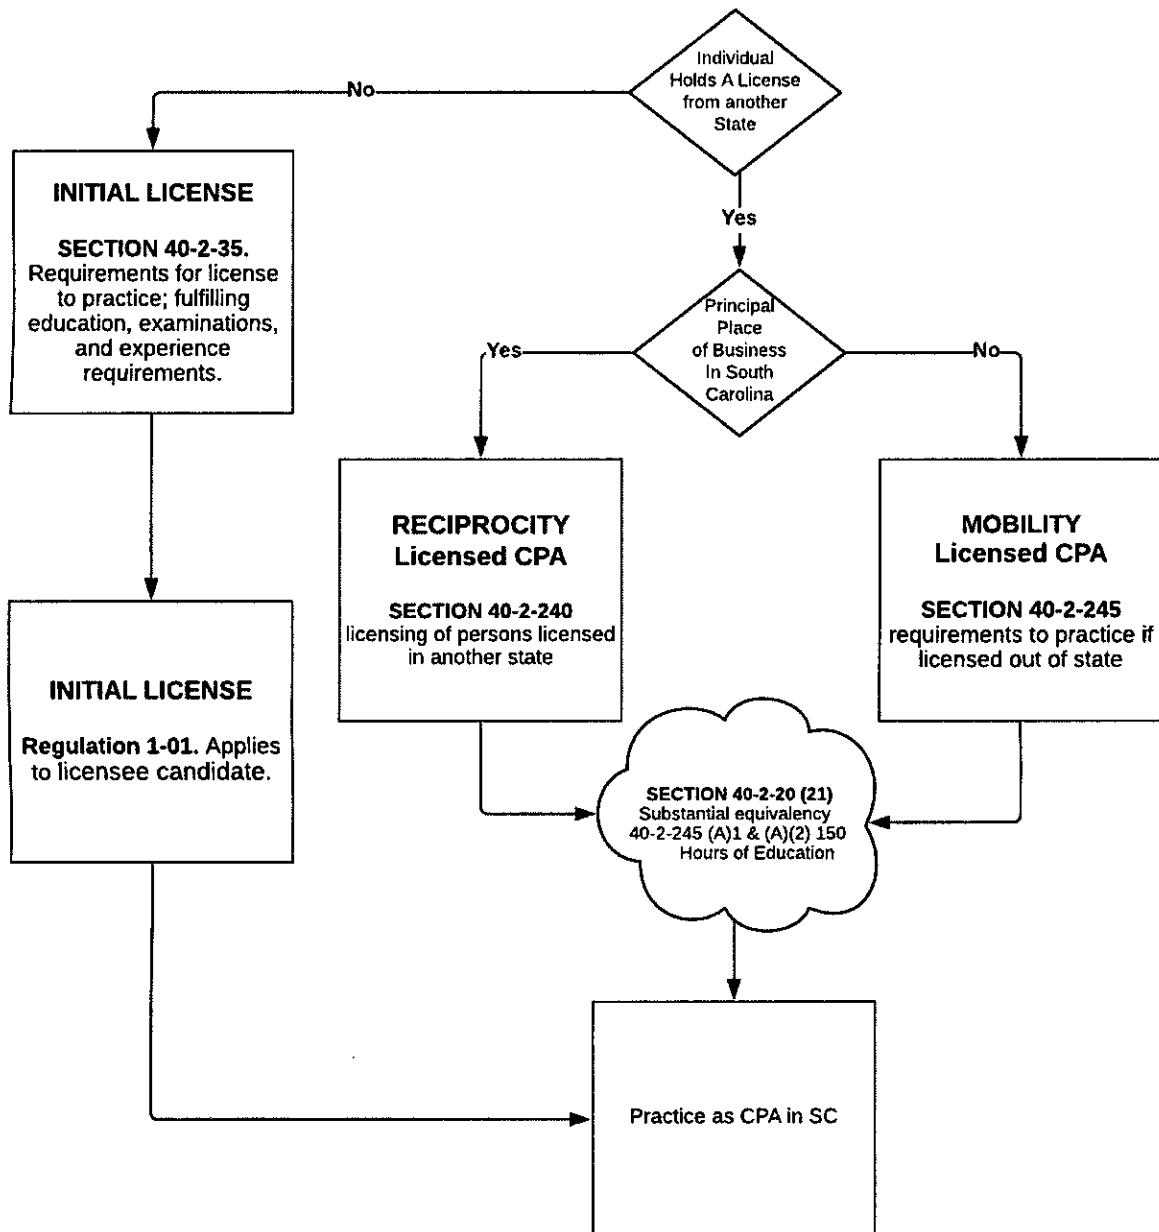 Individual
Holds A License
from another
State
No
Yes
INITIAL LICENSE
SECTION 40-2-35.
Requirements for license
to practice; fulfilling
education, examinations,
and experience
requirements.
Principal
Place
of Business
In South
Carolina
Yes
No
RECIPROCITY
Licensed CPA
SECTION 40-2-240
licensing of persons licensed
in another state
MOBILITY
Licensed CPA
SECTION 40-2-245
requirements to practice if
licensed out of state
INITIAL LICENSE
Regulation 1-01. Applies
to licensee candidate.
SECTION 40-2-20 (21)
Substantial equivalency
40-2-245 (A)1 & (A)(2) 150
Hours of Education
Practice as CPA in SC